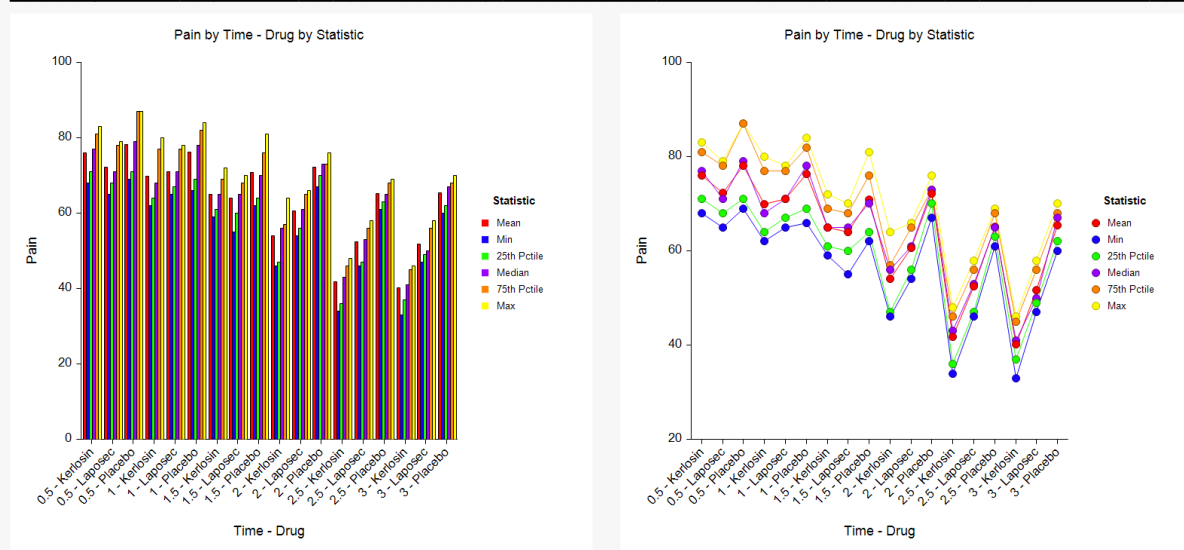 Pain by Time - Drug by Statistic
100
80
60
40
20
0
Pain
0.5 - Kerlosin
0.5 - Laposec
0.5 - Placebo
1 - Kerlosin
1 - Laposec
1 - Placebo
1.5 - Kerlosin
1.5 - Laposec
1.5 - Placebo
2 - Kerlosin
2 - Laposec
2 - Placebo
2.5 - Kerlosin
2.5 - Laposec
2.5 - Placebo
3 - Kerlosin
3 - Laposec
3 - Placebo
Time - Drug
Statistic
Mean
Min
25th Pctile
Median
75th Pctile
Max
Pain by Time - Drug by Statistic
100
80
60
40
20
Pain
0.5 - Kerlosin
0.5 - Laposec
0.5 - Placebo
1 - Kerlosin
1 - Laposec
1 - Placebo
1.5 - Kerlosin
1.5 - Laposec
1.5 - Placebo
2 - Kerlosin
2 - Laposec
2 - Placebo
2.5 - Kerlosin
2.5 - Laposec
2.5 - Placebo
3 - Kerlosin
3 - Laposec
3 - Placebo
Time - Drug
Statistic
Mean
Min
25th Pctile
Median
75th Pctile
Max